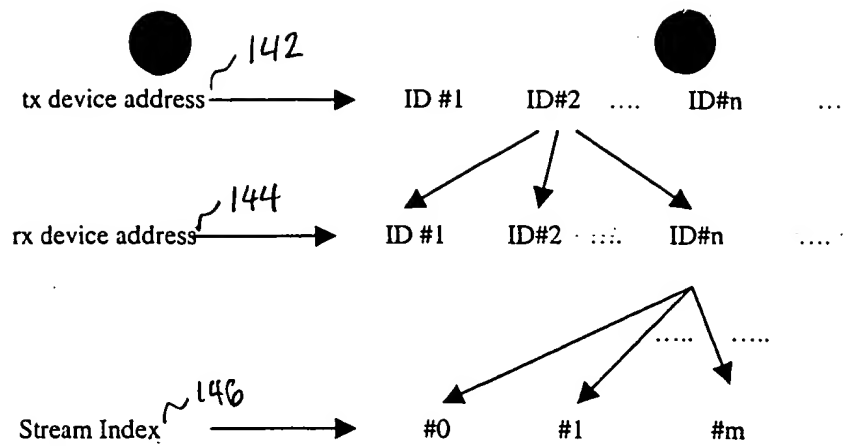 142
tx device address ID #1 ID#2 .... ID#n ...
144
rx device address ID #1 ID#2 .... ID#n ....
..... .....
146
Stream Index #0 #1 #m